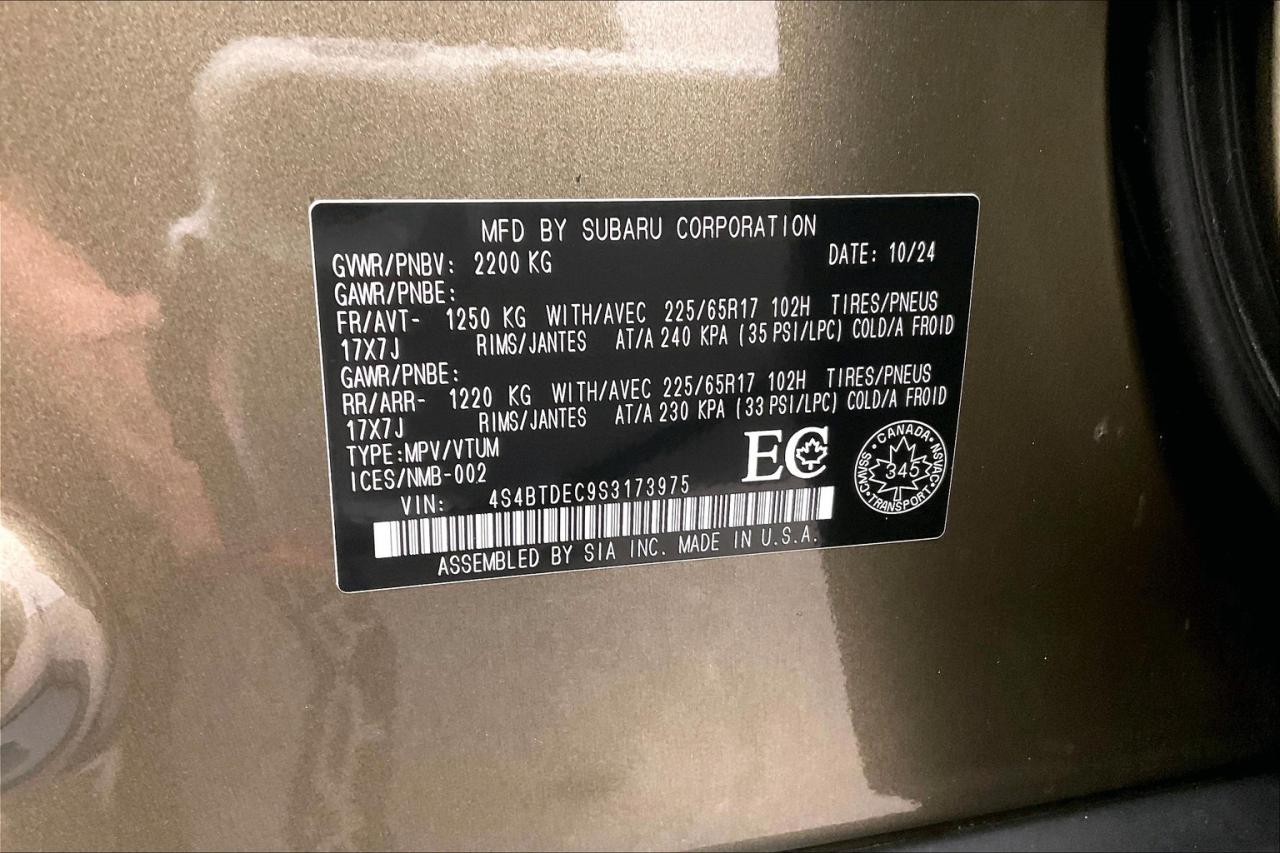 MFD BY SUBARU CORPORATION
GVWR/PNBV: 2200 KG DATE: 10/24
GAWR/PNBE:
FR/AVT- 1250 KG WITH/AVEC 225/65R17 102H TIRES/PNEUS
17X7J RIMS/JANTES AT/A 240 KPA (35 PSI/LPC) COLD/A FROID
GAWR/PNBE:
RR/ARR- 1220 KG WITH/AVEC 225/65R17 102H TIRES/PNEUS
17X7J RIMS/JANTES AT/A 230 KPA (33 PSI/LPC) COLD/A FROID
TYPE:MPV/VTUM
ICES/NMB-002
EC
CANADA • NSVAC • TRANSPORT • CMVSS
345
VIN: 4S4BTDEC9S3173975
ASSEMBLED BY SIA INC. MADE IN U.S.A.